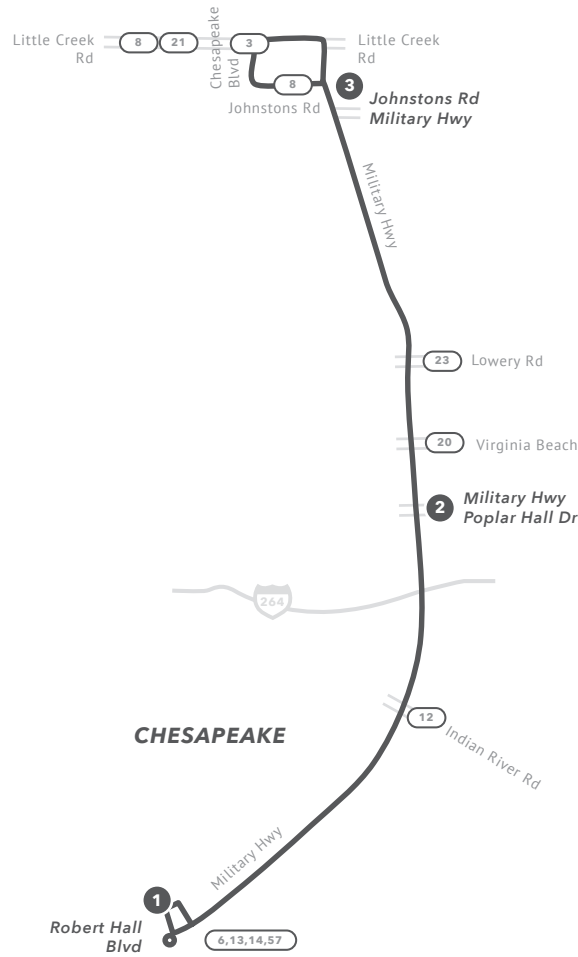 Little Creek
Rd
8
21
Chesapeake
Blvd
3
Little Creek
Rd
8
Johnstons Rd
3
Johnstons Rd
Military Hwy
Military Hwy
23
Lowery Rd
20
Virginia Beach
2
Military Hwy
Poplar Hall Dr
264
12
Indian River Rd
CHESAPEAKE
Military Hwy
1
Robert Hall
Blvd
6,13,14,57